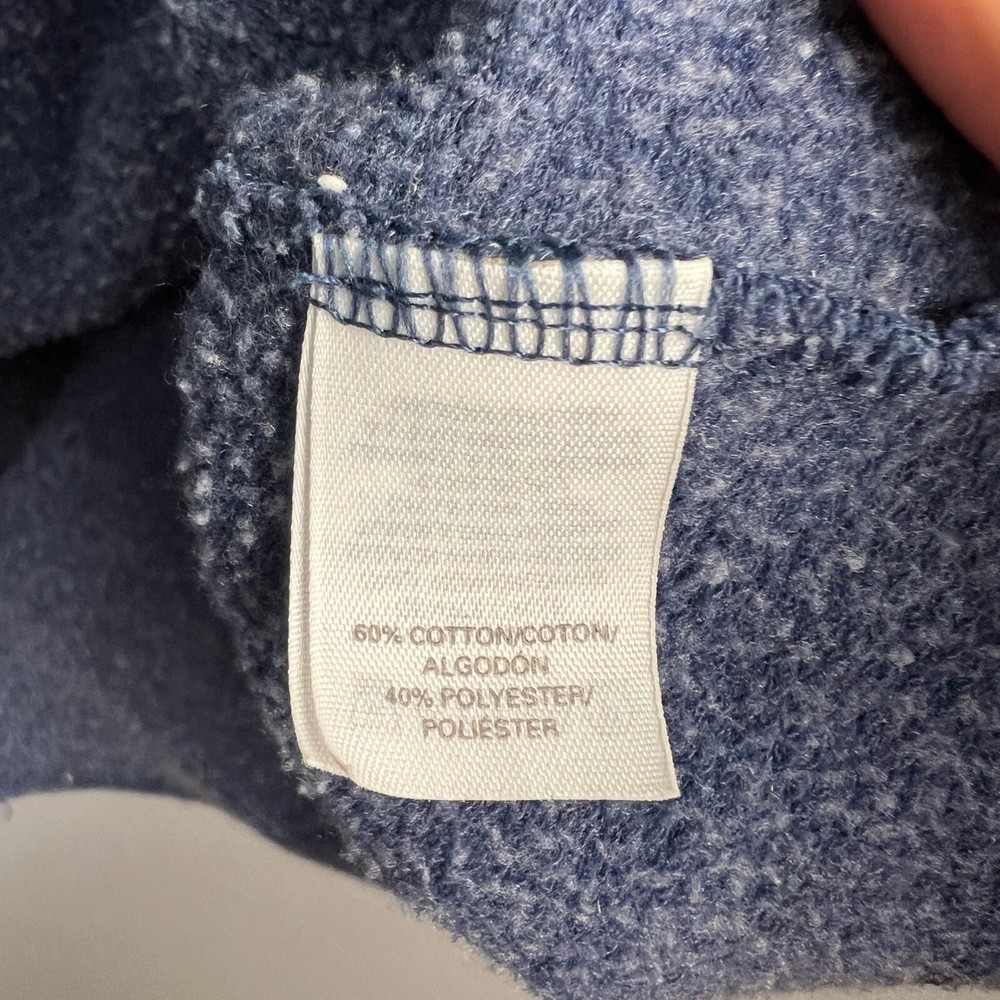 60% COTTON/COTON/
ALGODÓN
40% POLYESTER/
POLIÉSTER